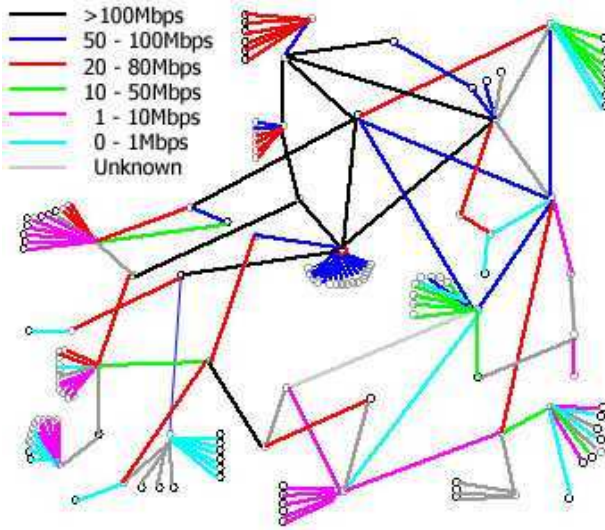 >100Mbps
50 - 100Mbps
20 - 80Mbps
10 - 50Mbps
1 - 10Mbps
0 - 1Mbps
Unknown